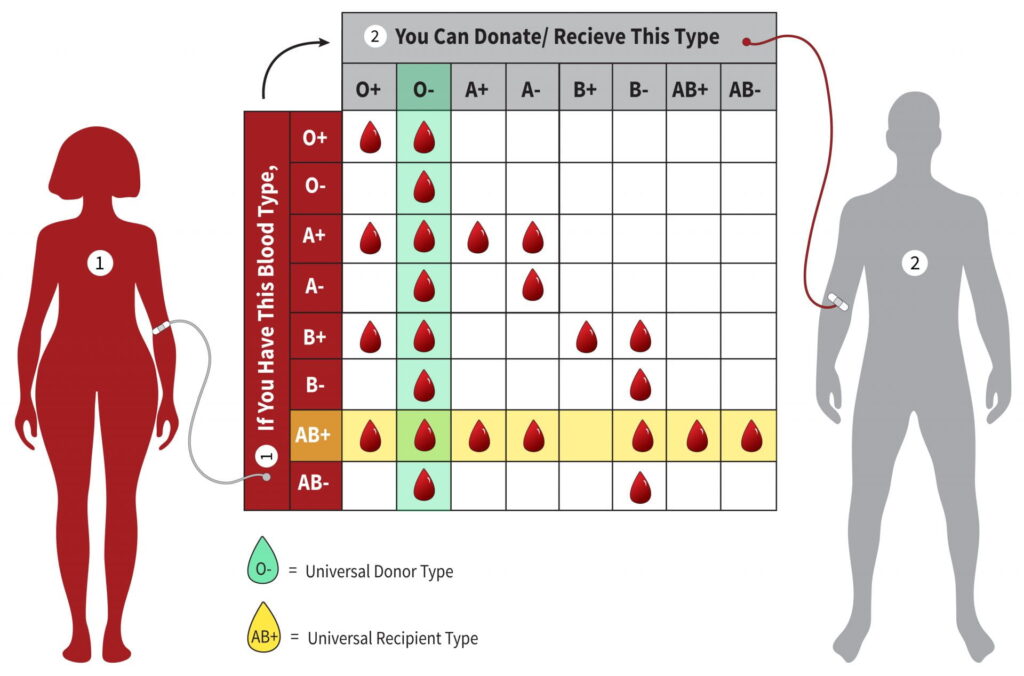 2 You Can Donate/ Recieve This Type
O+ O- A+ A- B+ B- AB+ AB-
1 If You Have This Blood Type,
O+
O-
A+
A-
B+
B-
AB+
AB-
1
2
O- = Universal Donor Type
AB+ = Universal Recipient Type